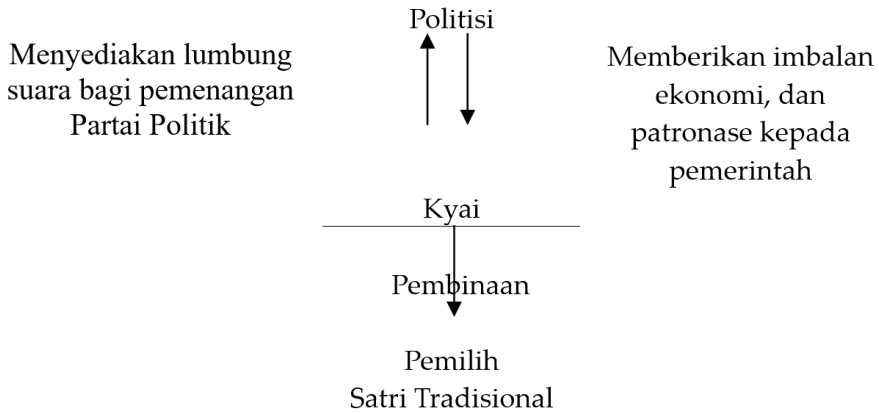 Politisi
Menyediakan lumbung
suara bagi pemenangan
Partai Politik
Memberikan imbalan
ekonomi, dan
patronase kepada
pemerintah
Kyai
Pembinaan
Pemilih
Satri Tradisional